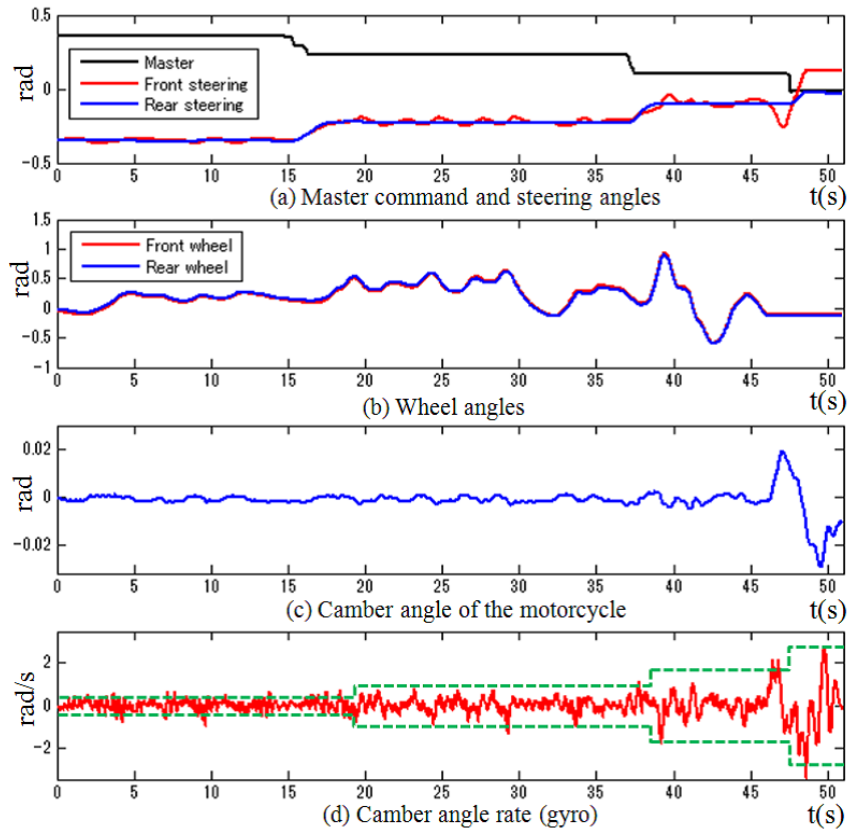 0.5
0
-0.5
rad
Master
Front steering
Rear steering
0 5 10 15 20 25 30 35 40 45 50
(a) Master command and steering angles
t(s)
1.5
1
0.5
0
-0.5
-1
rad
Front wheel
Rear wheel
0 5 10 15 20 25 30 35 40 45 50
(b) Wheel angles
t(s)
0.02
0
-0.02
rad
0 5 10 15 20 25 30 35 40 45 50
(c) Camber angle of the motorcycle
t(s)
2
0
-2
rad/s
0 5 10 15 20 25 30 35 40 45 50
(d) Camber angle rate (gyro)
t(s)